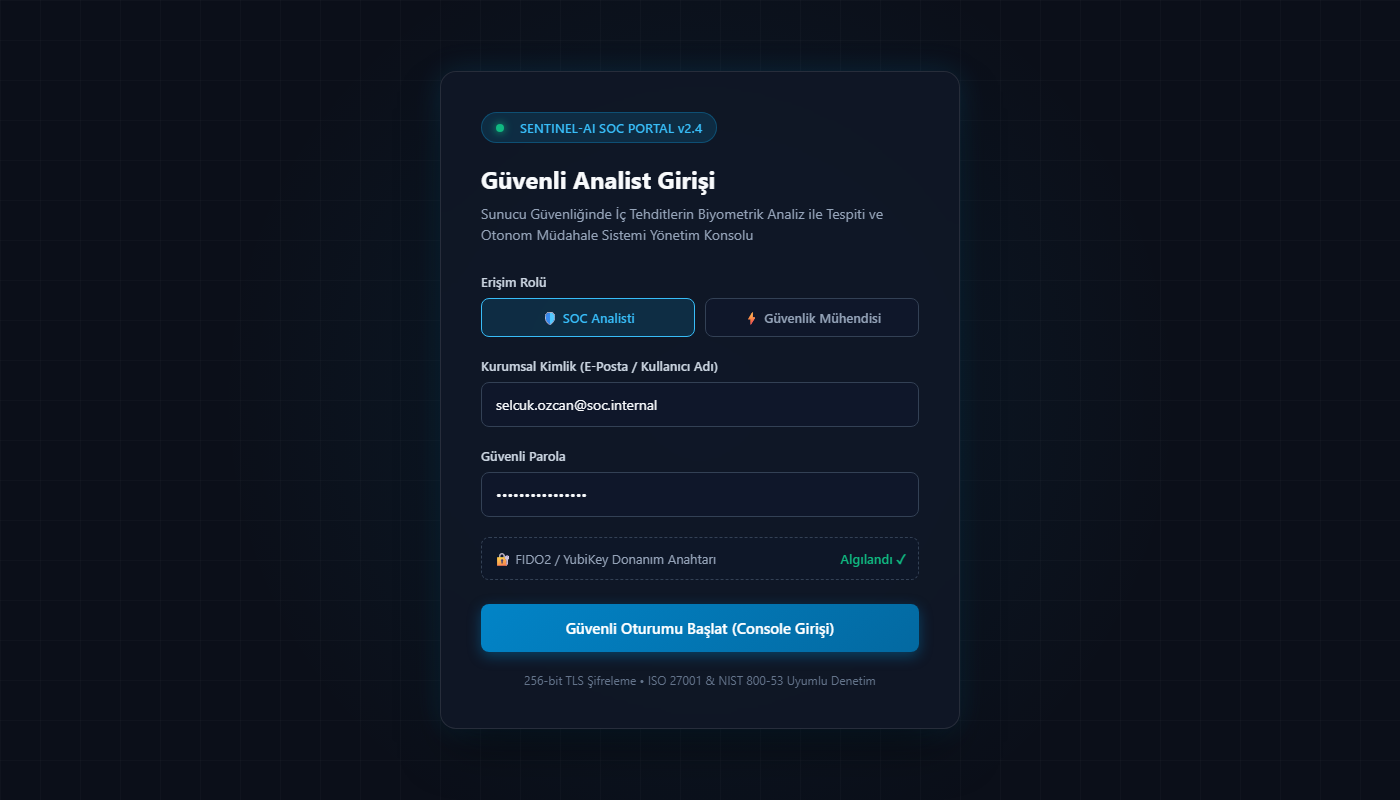 SENTINEL-AI SOC PORTAL v2.4
Güvenli Analist Girişi
Sunucu Güvenliğinde İç Tehditlerin Biyometrik Analiz ile Tespiti ve
Otonom Müdahale Sistemi Yönetim Konsolu
Erişim Rolü
SOC Analisti
Güvenlik Mühendisi
Kurumsal Kimlik (E-Posta / Kullanıcı Adı)
selcuk.ozcan@soc.internal
Güvenli Parola
••••••••••••••••
FIDO2 / YubiKey Donanım Anahtarı
Algılandı ✓
Güvenli Oturumu Başlat (Console Girişi)
256-bit TLS Şifreleme • ISO 27001 & NIST 800-53 Uyumlu Denetim